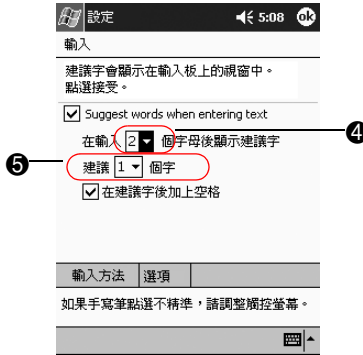 設定 5:08 ok
輸入
建議字會顯示在輸入板上的視窗中。
點選接受。
Suggest words when entering text
在輸入 2 個字母後顯示建議字
4
5
建議 1 個字
在建議字後加上空格
輸入方法 選項
如果手寫筆點選不精準，請調整觸控螢幕。